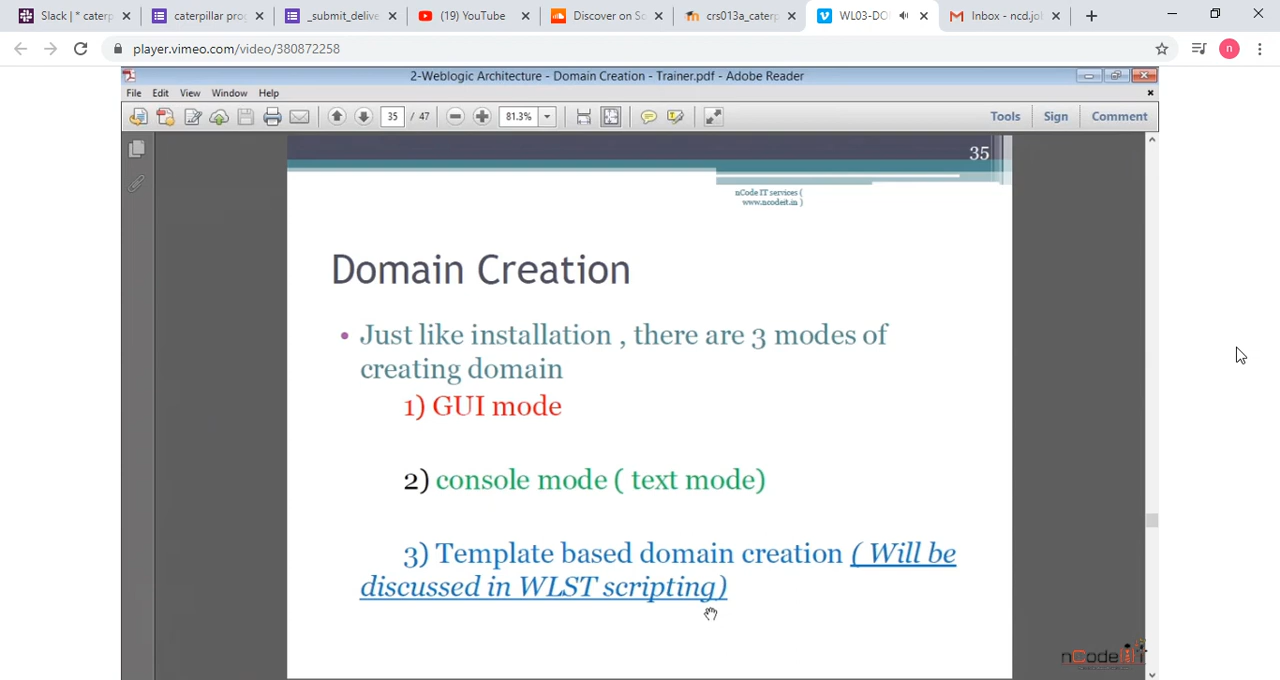 Slack | * caterp
caterpillar pro
_submit_delive
(19) YouTube
Discover on So
crs013a_caterp
WL03-DO
Inbox - ncd.jo
player.vimeo.com/video/380872258
n
2-Weblogic Architecture - Domain Creation - Trainer.pdf - Adobe Reader
File Edit View Window Help
35 / 47
81.3%
Tools Sign Comment
35
nCode IT services (
www.ncodeit.in )
Domain Creation
• Just like installation , there are 3 modes of
creating domain
1) GUI mode
2) console mode ( text mode)
3) Template based domain creation ( Will be
discussed in WLST scripting)
nCode IT